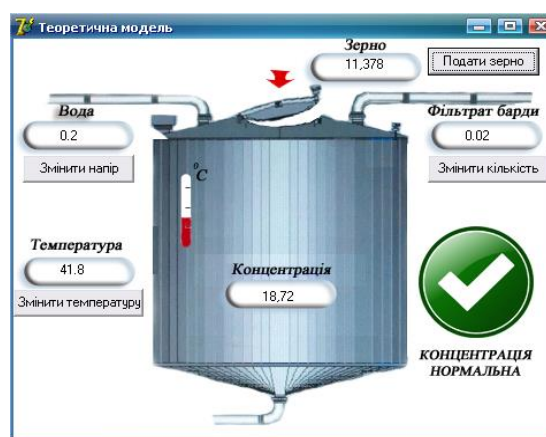 Теоретична модель
Зерно
11,378
Подати зерно
Вода
0.2
Змінити напір
Фільтрат барди
0.02
Змінити кількість
°C
Температура
41.8
Змінити температуру
Концентрація
18,72
КОНЦЕНТРАЦІЯ
НОРМАЛЬНА